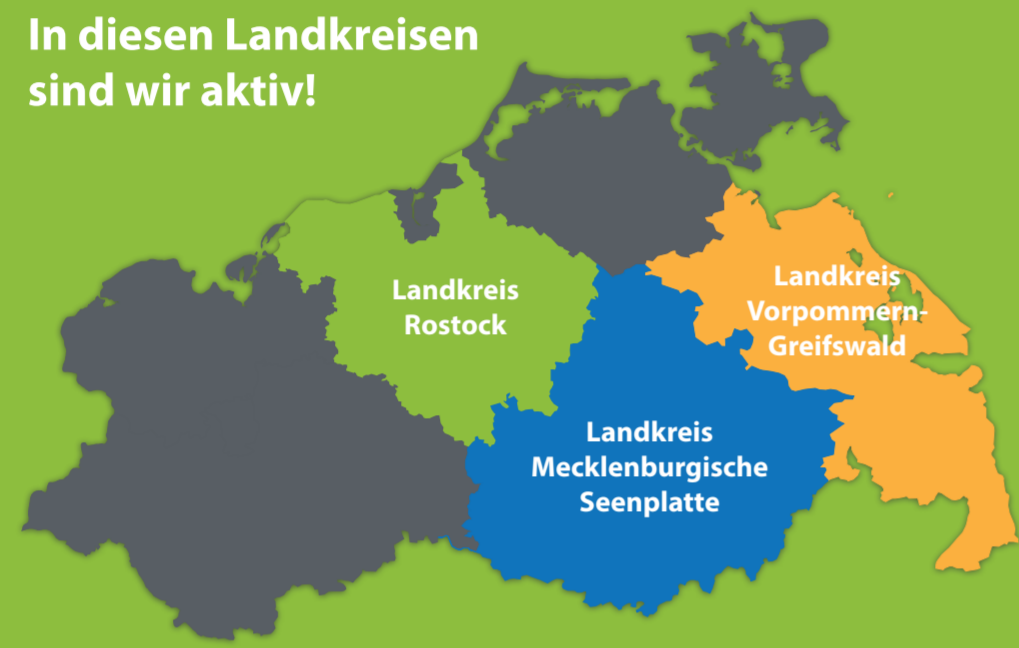 In diesen Landkreisen
sind wir aktiv!
Landkreis
Rostock
Landkreis
Vorpommern-
Greifswald
Landkreis
Mecklenburgische
Seenplatte